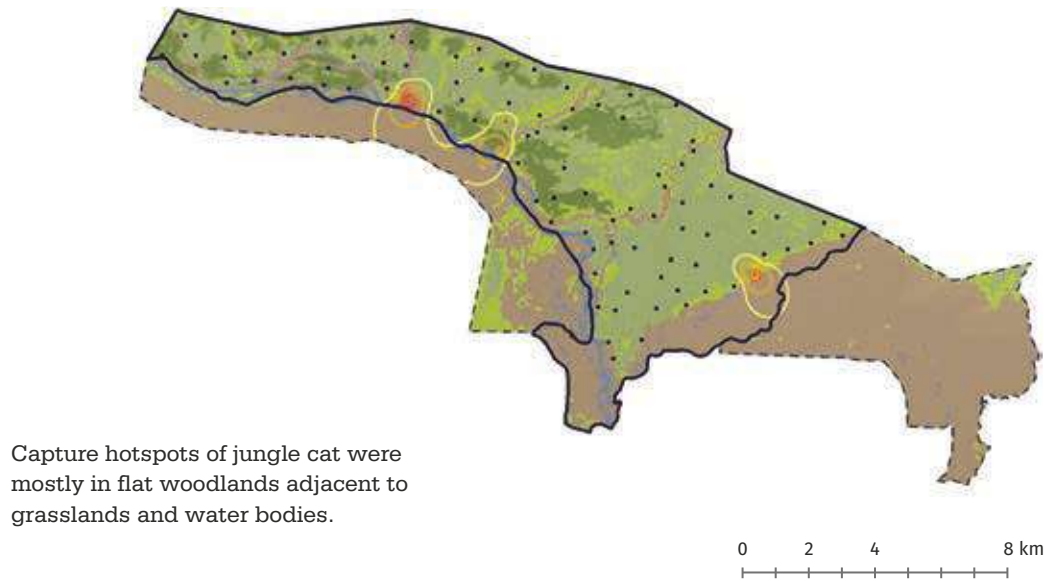 Capture hotspots of jungle cat were
mostly in flat woodlands adjacent to
grasslands and water bodies.
0 2 4 8 km